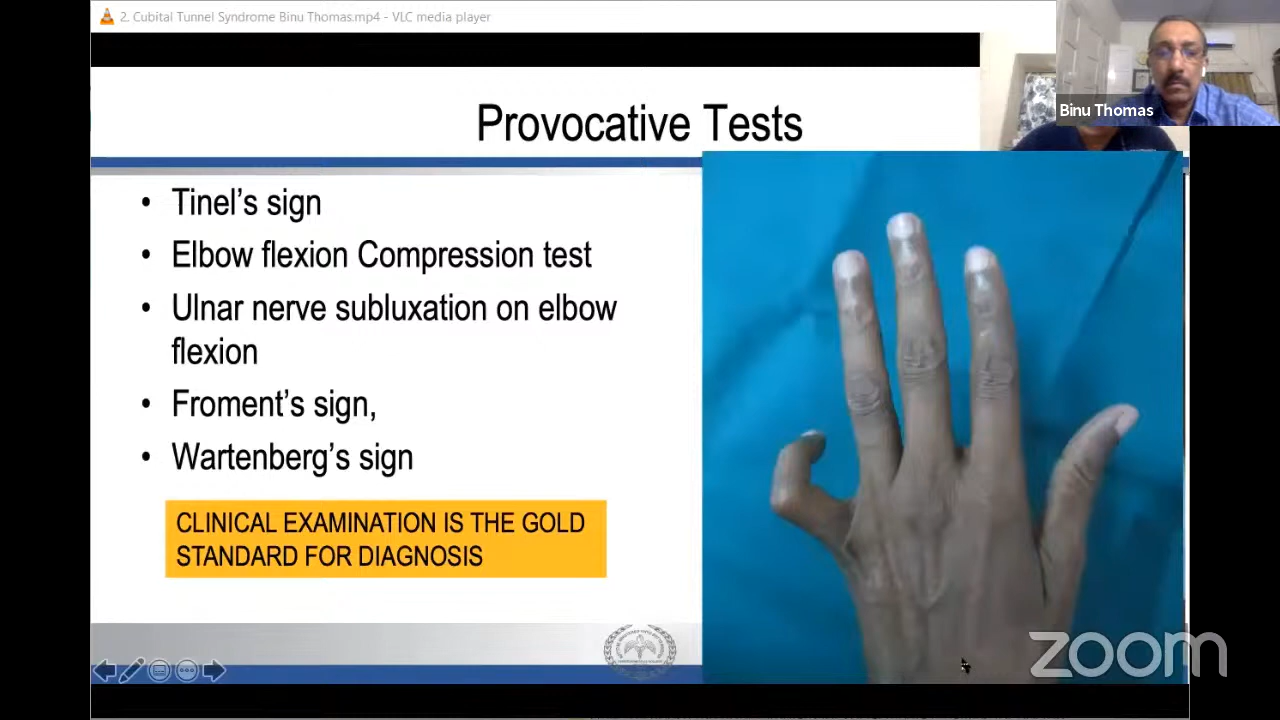 2. Cubital Tunnel Syndrome Binu Thomas.mp4 - VLC media player
Binu Thomas
Provocative Tests
• Tinel's sign
• Elbow flexion Compression test
• Ulnar nerve subluxation on elbow
flexion
• Froment's sign,
• Wartenberg's sign
CLINICAL EXAMINATION IS THE GOLD
STANDARD FOR DIAGNOSIS
zoom